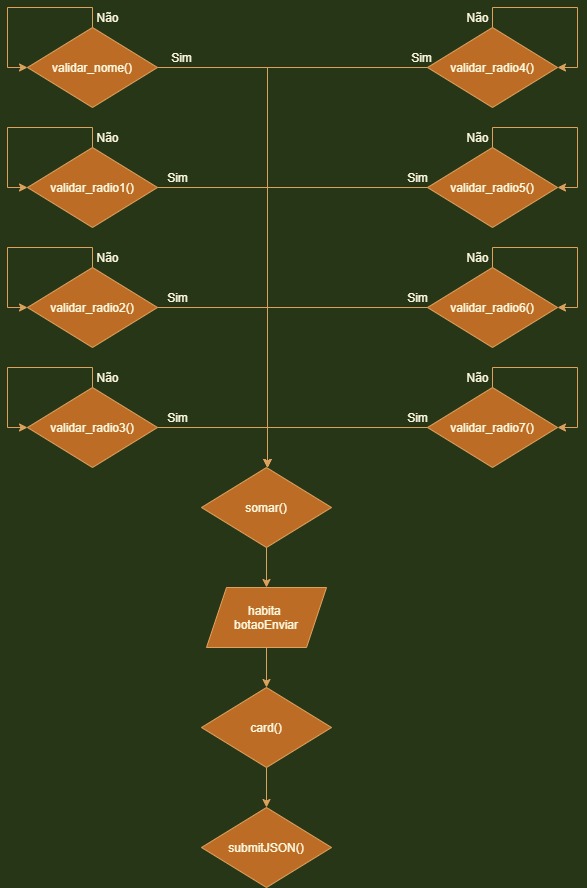 Não
Não
validar_nome()
Sim
Sim
validar_radio4()
Não
Não
validar_radio1()
Sim
Sim
validar_radio5()
Não
Não
validar_radio2()
Sim
Sim
validar_radio6()
Não
Não
validar_radio3()
Sim
Sim
validar_radio7()
somar()
habita
botaoEnviar
card()
submitJSON()